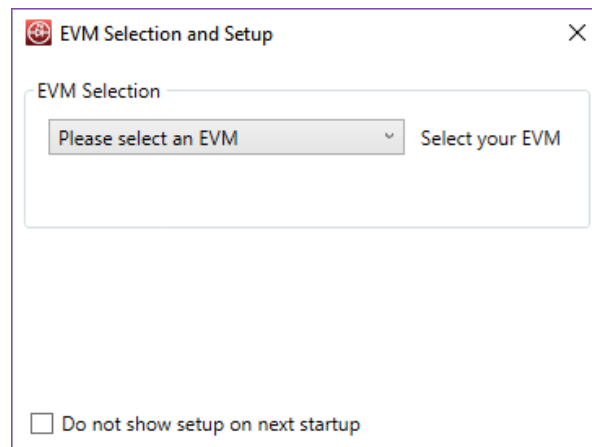 EVM Selection and Setup
EVM Selection
Please select an EVM Select your EVM
Do not show setup on next startup